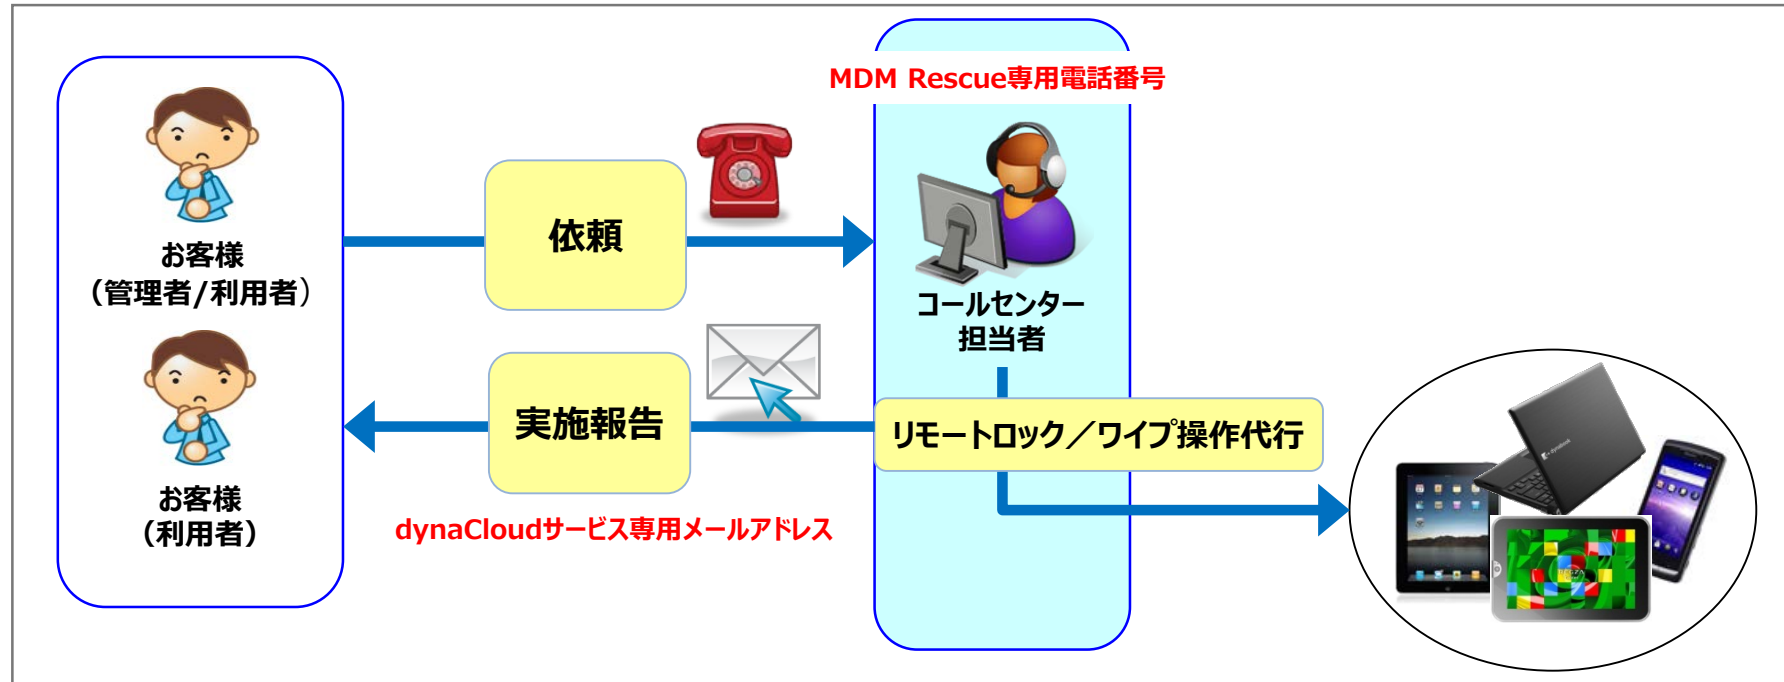 MDM Rescue専用電話番号
お客様
（管理者/利用者）
依頼
コールセンター
担当者
お客様
（利用者）
実施報告
リモートロック／ワイプ操作代行
dynaCloudサービス専用メールアドレス
dynabook